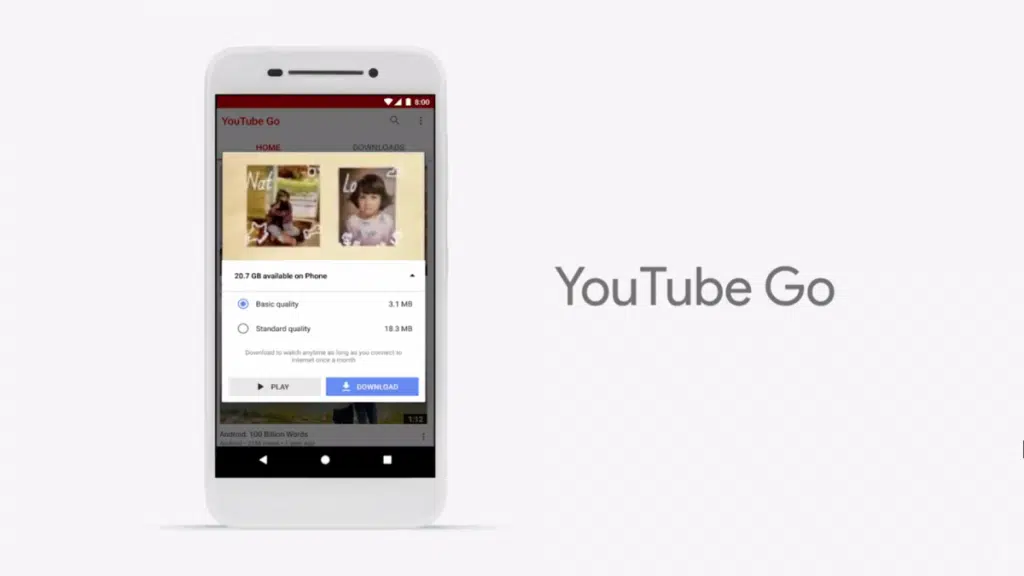 8:00
YouTube Go
HOME
DOWNLOADS
Nat
Lo
20.7 GB available on Phone
Basic quality
3.1 MB
Standard quality
18.3 MB
Download to watch anytime as long as you connect to
internet once a month
PLAY
DOWNLOAD
1:12
Android: 100 Billion Words
YouTube Go